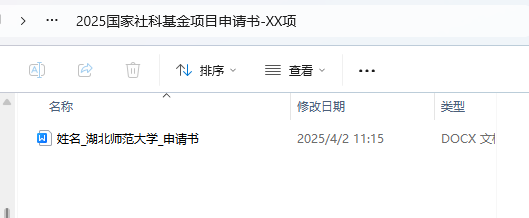 2025国家社科基金项目申请书-XX项
排序
查看
名称
修改日期
类型
姓名_湖北师范大学_申请书
2025/4/2 11:15
DOCX 文